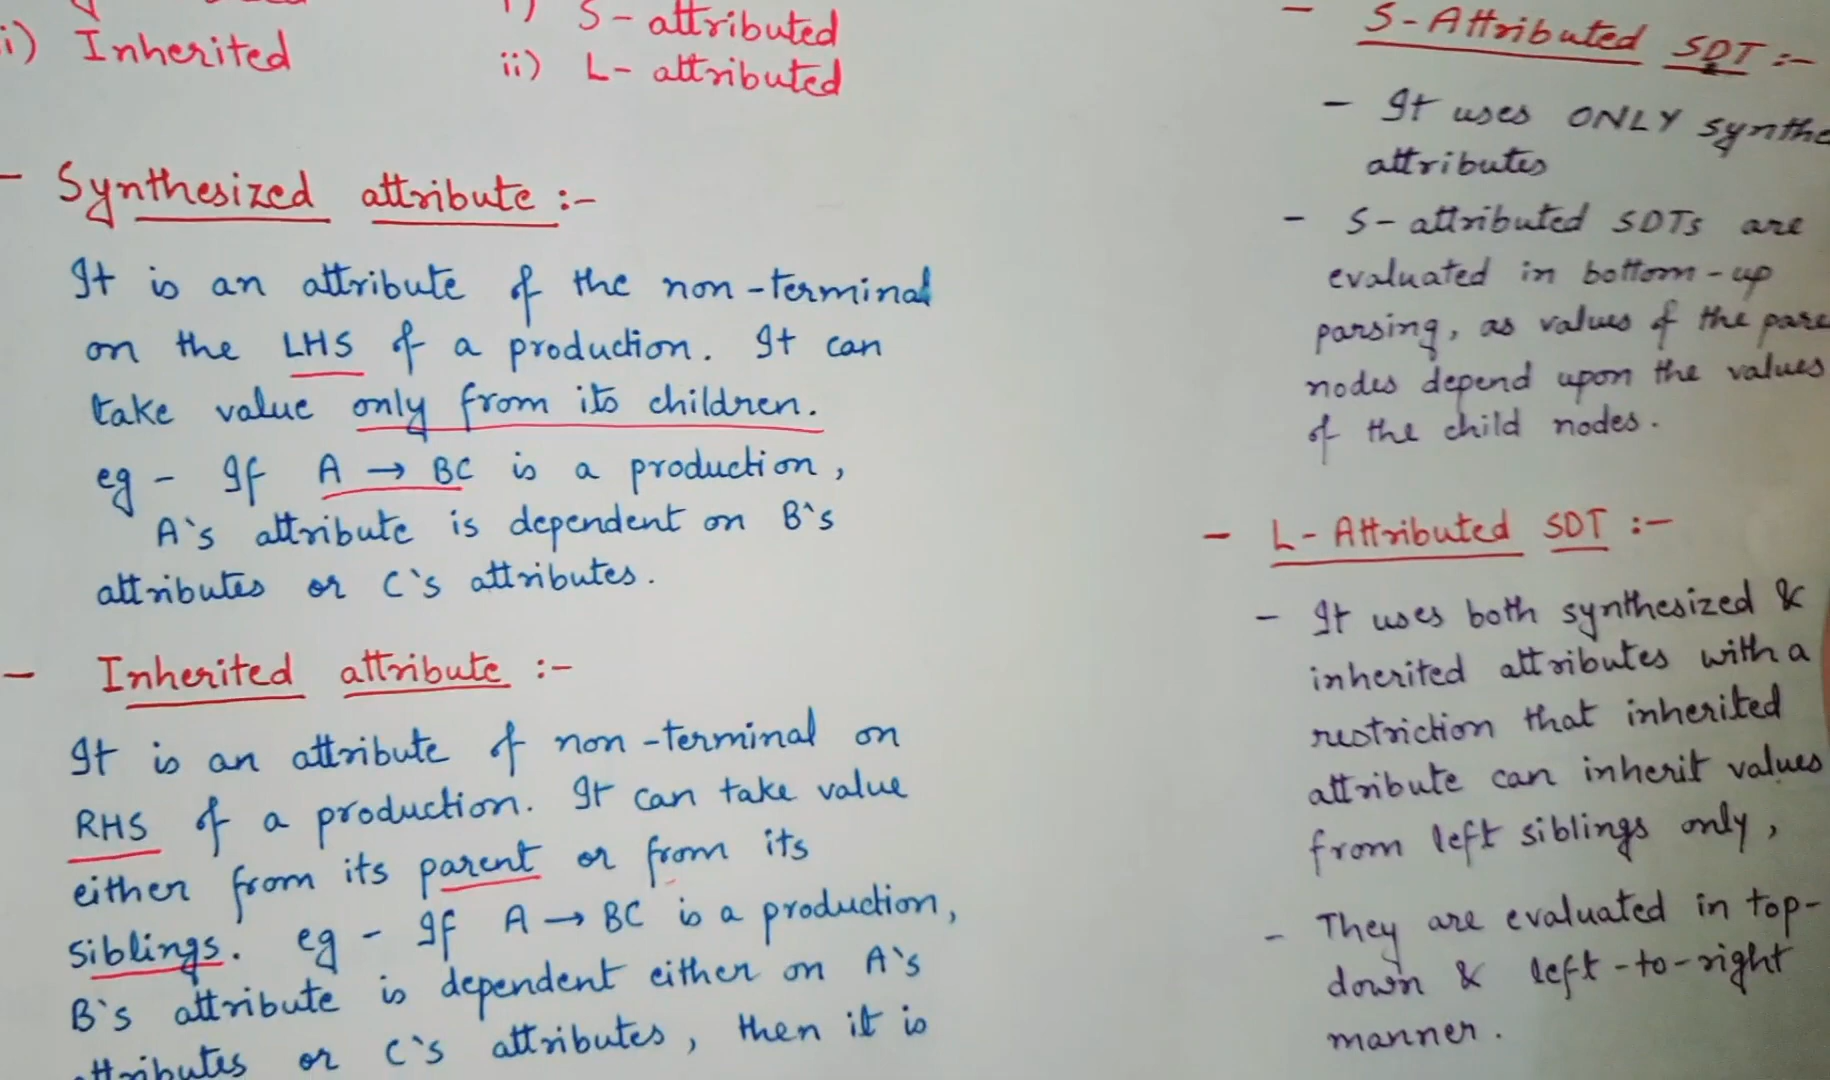 i) Inherited
S - attributed
ii) L - attributed
- Synthesized attribute :-
It is an attribute of the non-terminal
on the LHS of a production. It can
take value only from its children.
eg - If A → BC is a production,
A's attribute is dependent on B's
attributes or C's attributes.
- Inherited attribute :-
It is an attribute of non-terminal on
RHS of a production. It can take value
either from its parent or from its
siblings. eg - If A → BC is a production,
B's attribute is dependent either on A's
attributes or C's attributes, then it is
- S-Attributed SDT :-
- It uses ONLY synthe
attributes
- S-attributed SDTs are
evaluated in bottom-up
parsing, as values of the pare
nodes depend upon the values
of the child nodes.
- L-Attributed SDT :-
- It uses both synthesized &
inherited attributes with a
restriction that inherited
attribute can inherit values
from left siblings only,
- They are evaluated in top-
down & left-to-right
manner.